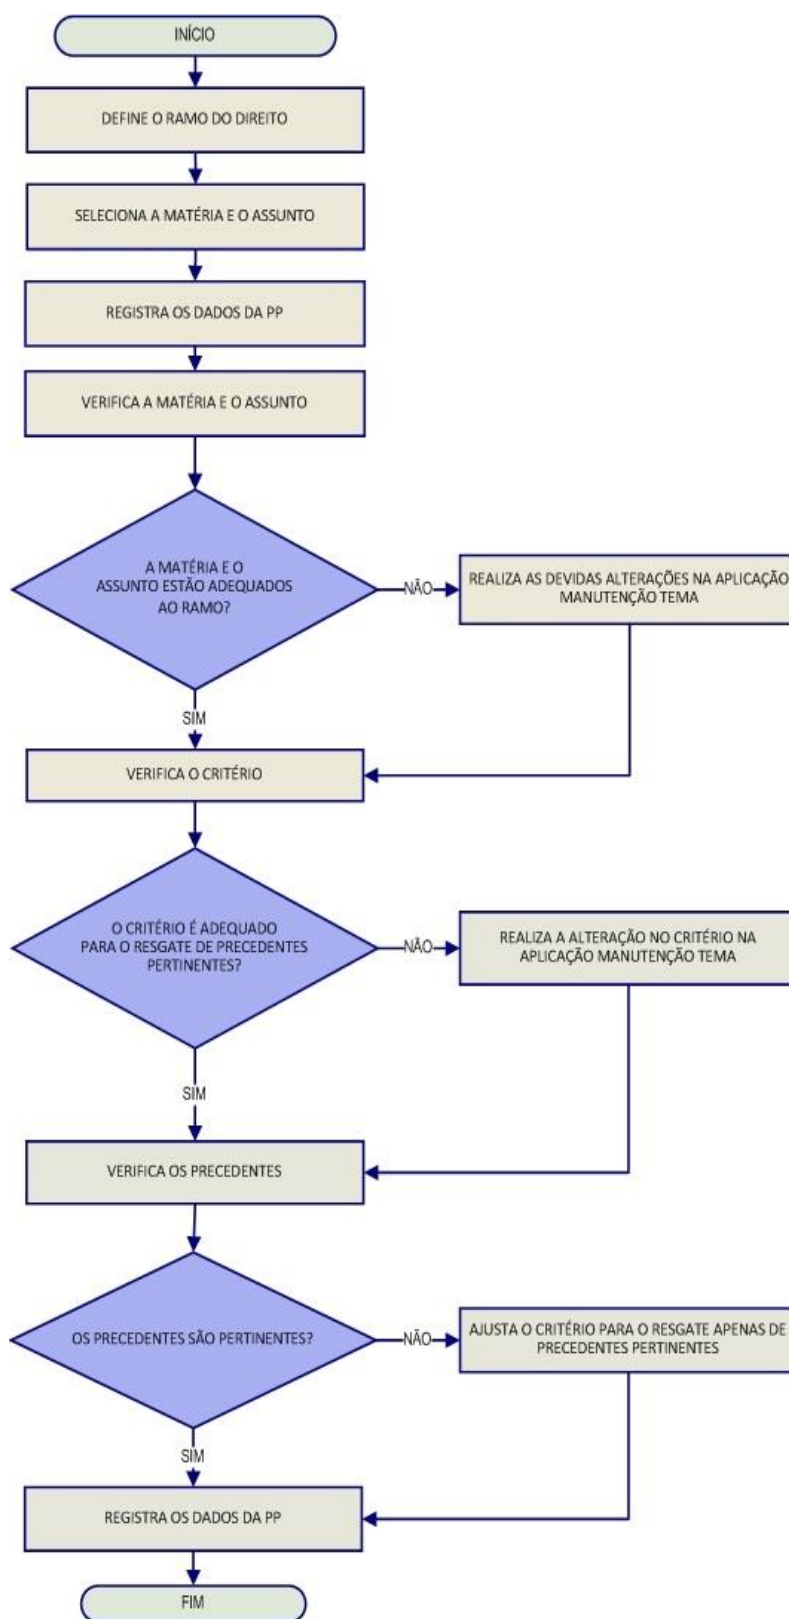 INÍCIO
DEFINE O RAMO DO DIREITO
SELECIONA A MATÉRIA E O ASSUNTO
REGISTRA OS DADOS DA PP
VERIFICA A MATÉRIA E O ASSUNTO
A MATÉRIA E O
ASSUNTO ESTÃO ADEQUADOS
AO RAMO?
NÃO
REALIZA AS DEVIDAS ALTERAÇÕES NA APLICAÇÃO
MANUTENÇÃO TEMA
SIM
VERIFICA O CRITÉRIO
O CRITÉRIO É ADEQUADO
PARA O RESGATE DE PRECEDENTES
PERTINENTES?
NÃO
REALIZA A ALTERAÇÃO NO CRITÉRIO NA
APLICAÇÃO MANUTENÇÃO TEMA
SIM
VERIFICA OS PRECEDENTES
OS PRECEDENTES SÃO PERTINENTES?
NÃO
AJUSTA O CRITÉRIO PARA O RESGATE APENAS DE
PRECEDENTES PERTINENTES
SIM
REGISTRA OS DADOS DA PP
FIM